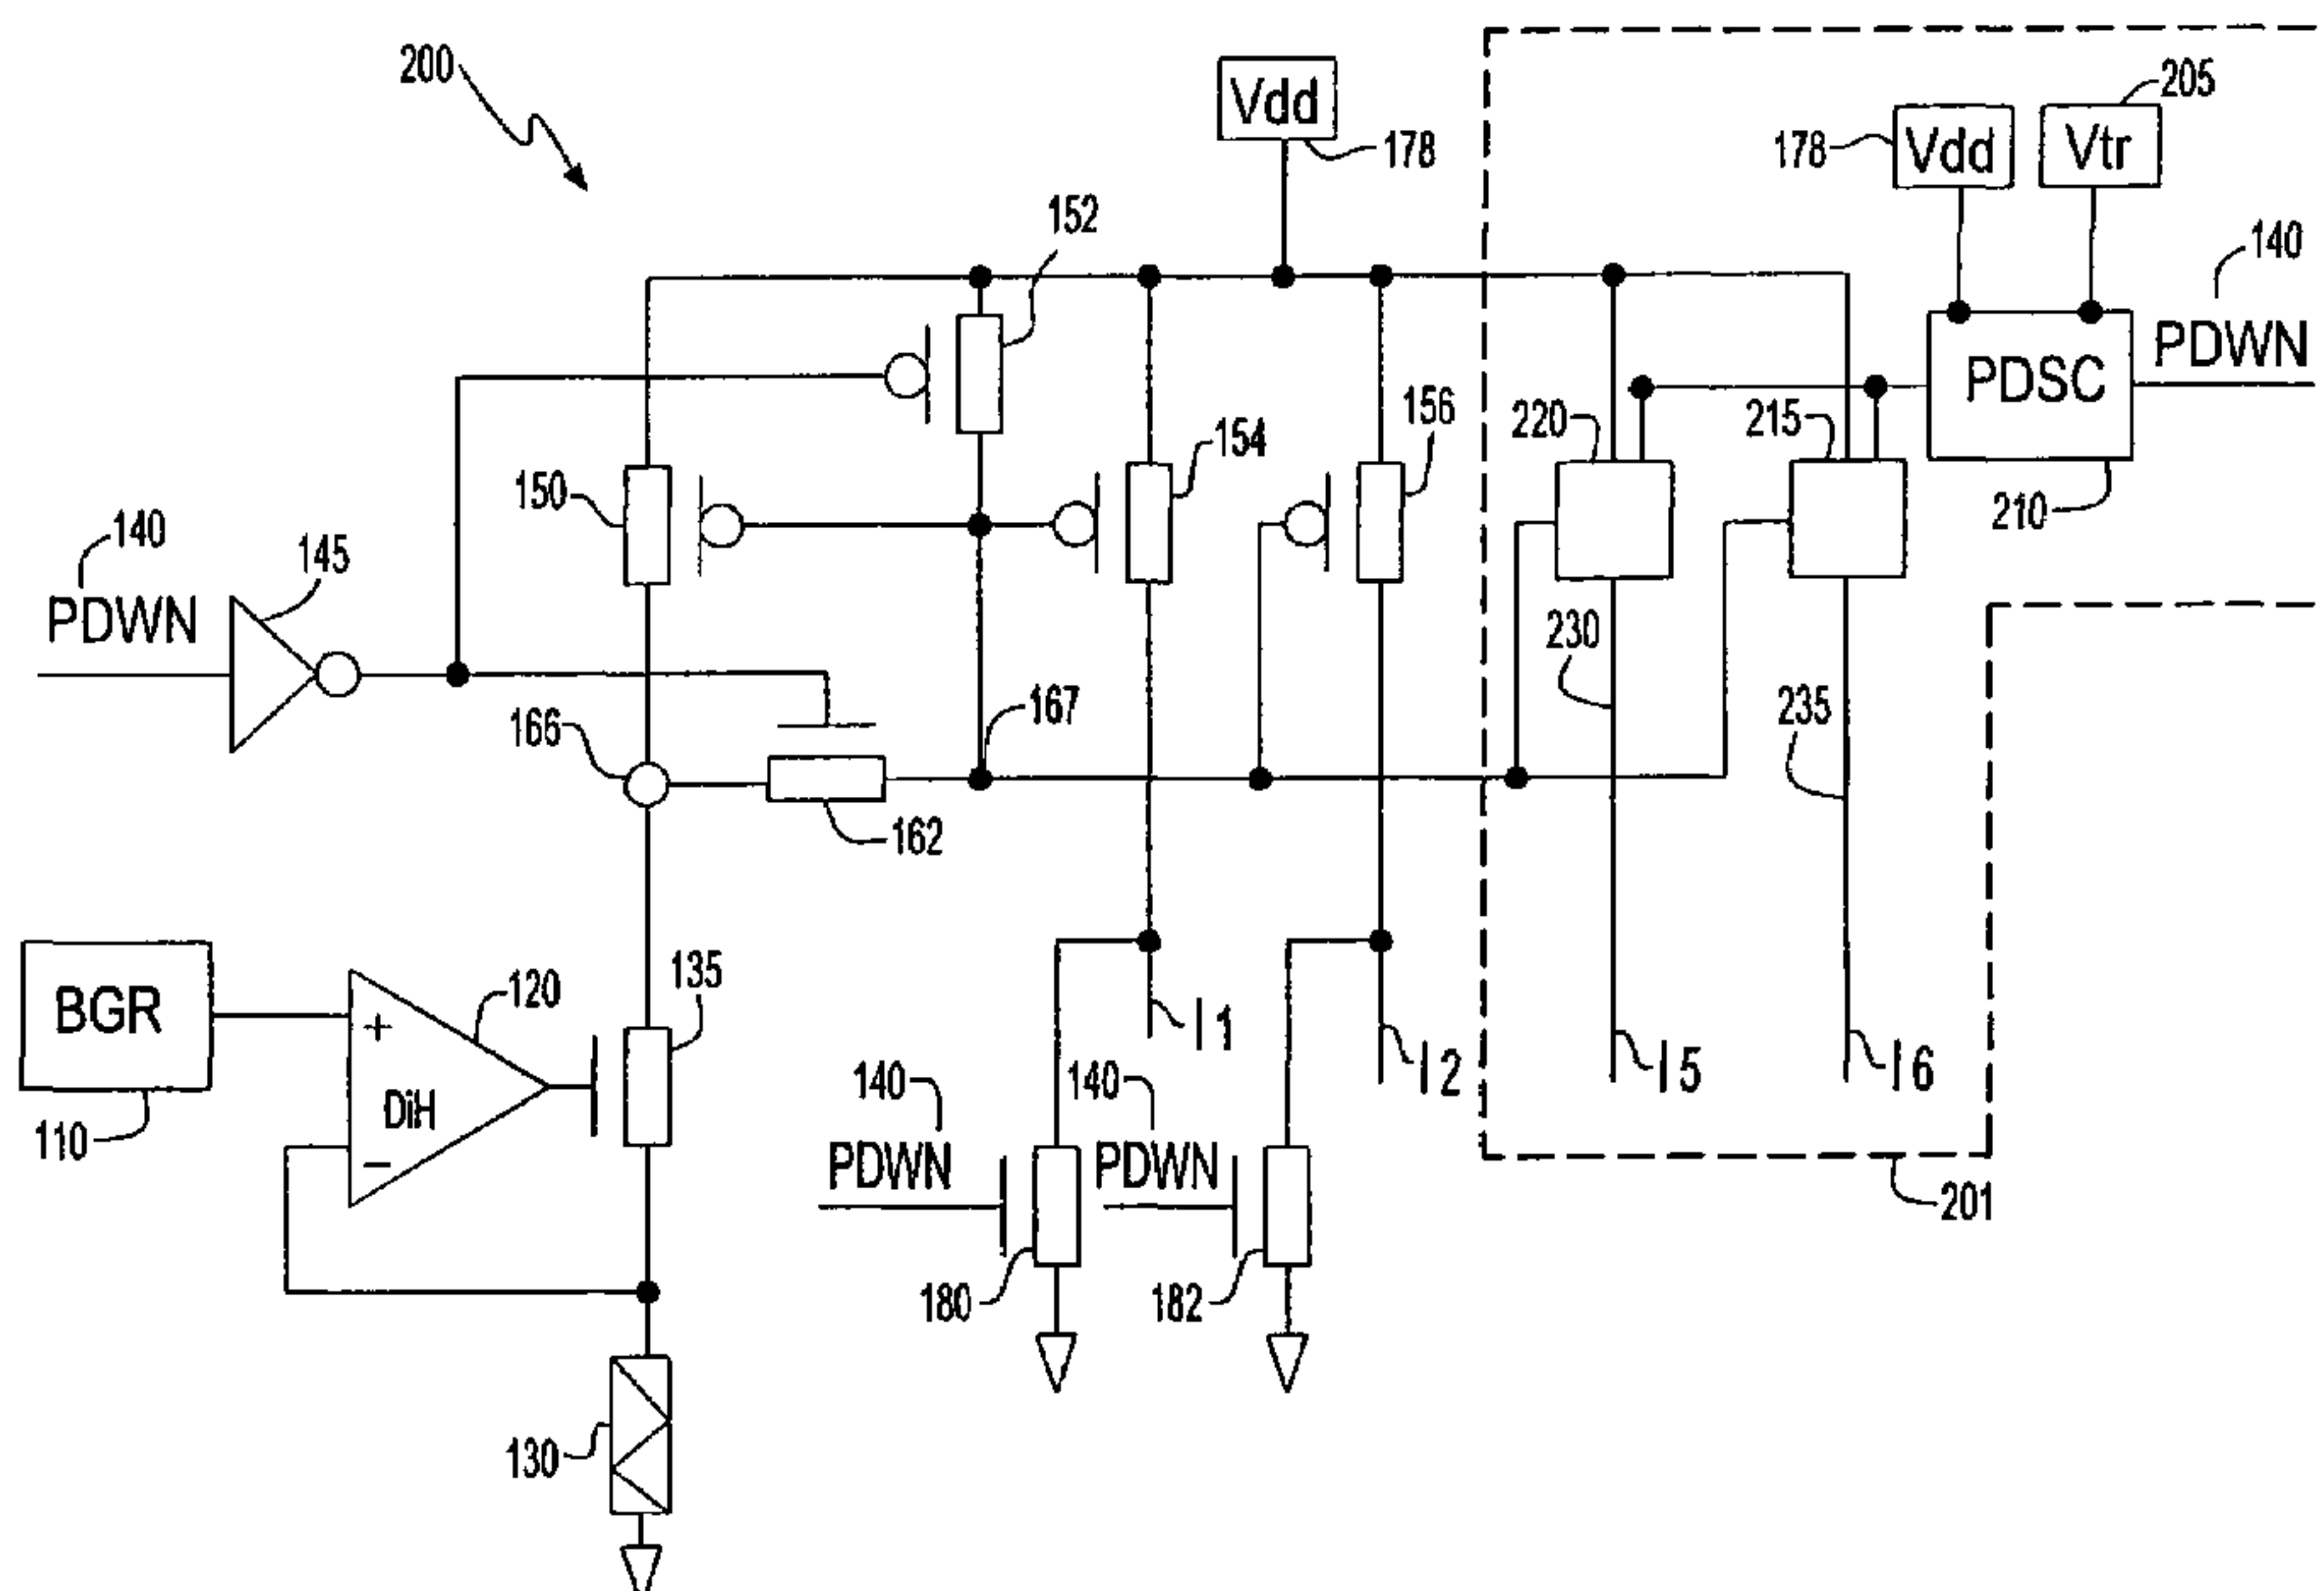 200
Vdd
178
205
178
Vdd
Vtr
152
140
PDWN
PDSC
210
220
215
156
154
150
140
PDWN
145
230
235
166
167
162
BGR
110
+
DiH
−
120
135
I1
I2
I5
I6
140
PDWN
140
PDWN
201
180
182
130